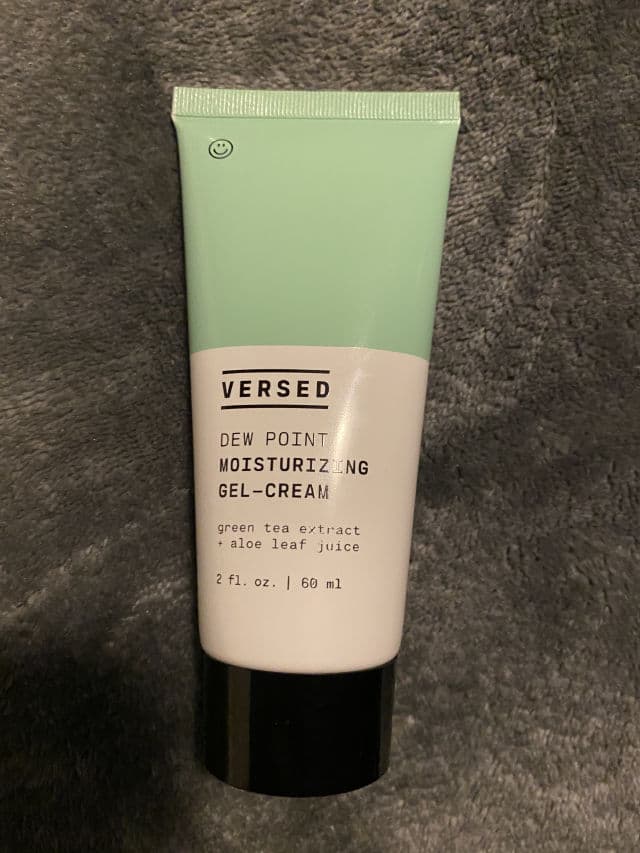 VERSED
DEW POINT
MOISTURIZING
GEL-CREAM
green tea extract
+ aloe leaf juice
2 fl. oz. | 60 ml